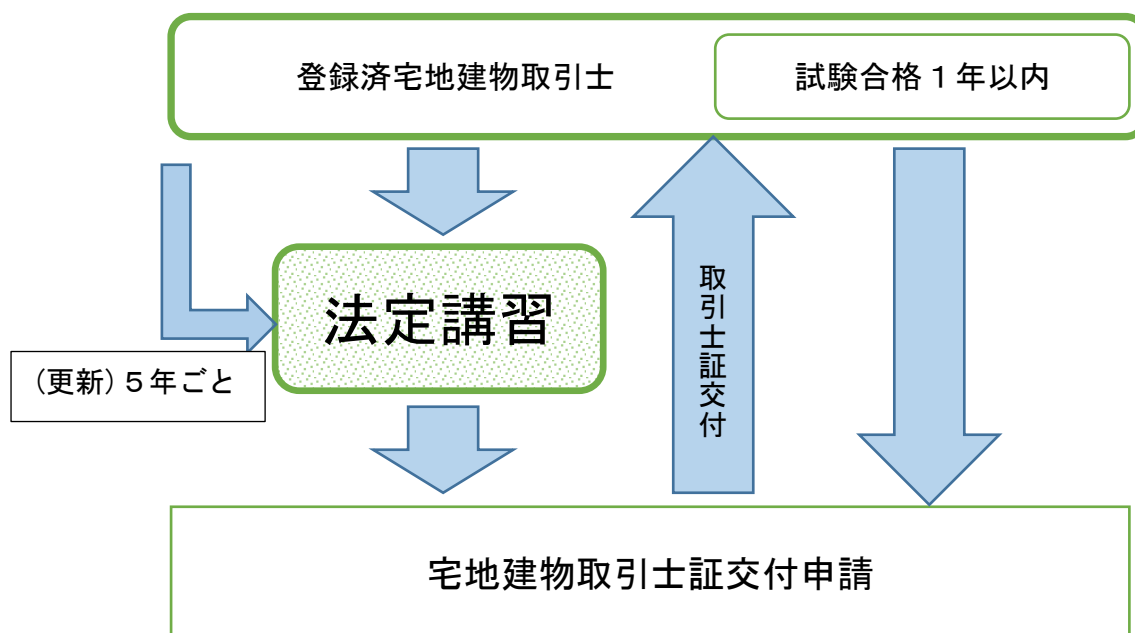 登録済宅地建物取引士
試験合格１年以内
法定講習
(更新)５年ごと
取引士証交付
宅地建物取引士証交付申請